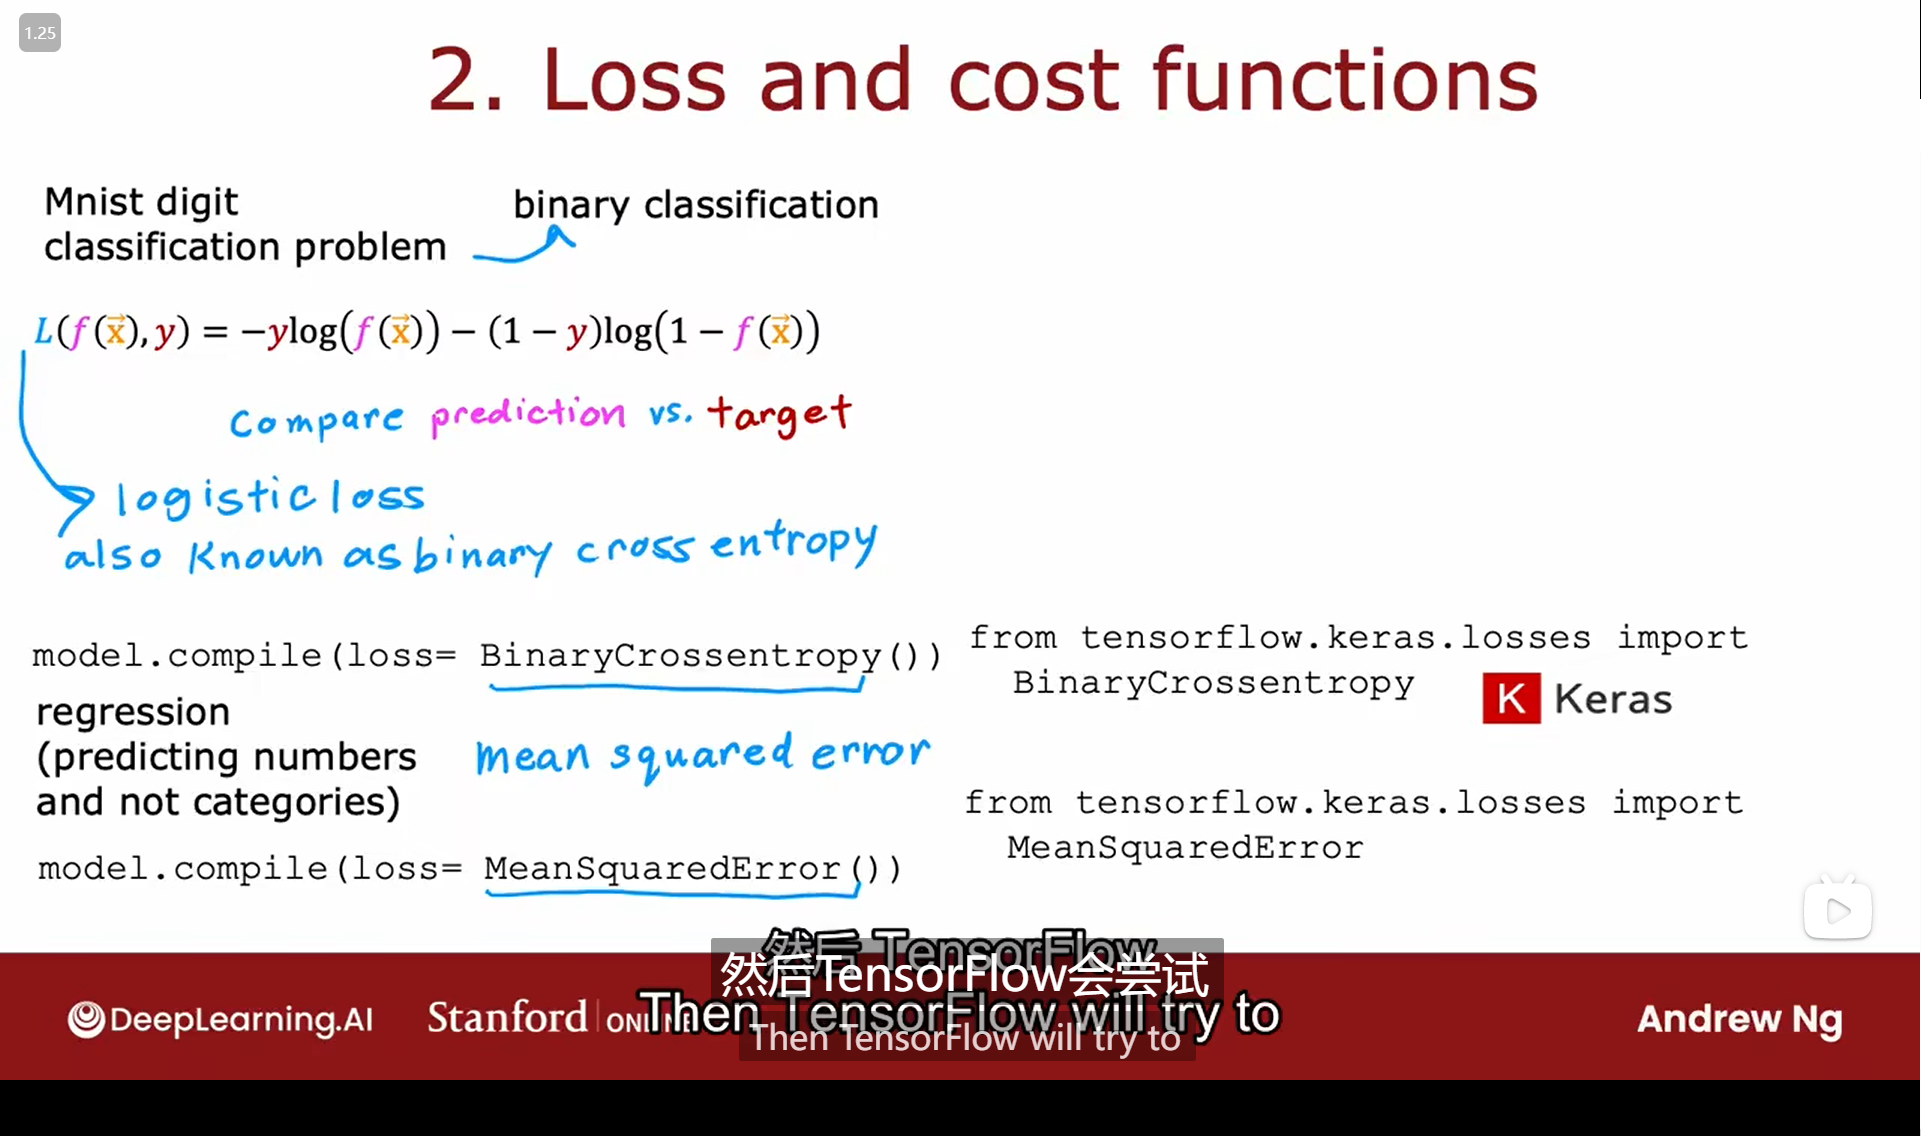 1.25
2. Loss and cost functions
Mnist digit
classification problem
binary classification
L(f(x⃗), y) = −ylog(f(x⃗)) − (1 − y)log(1 − f(x⃗))
compare prediction vs. target
logistic loss
also known as binary cross entropy
model.compile(loss= BinaryCrossentropy())
from tensorflow.keras.losses import
BinaryCrossentropy
K Keras
regression
(predicting numbers
and not categories)
mean squared error
from tensorflow.keras.losses import
MeanSquaredError
model.compile(loss= MeanSquaredError())
然后 TensorFlow
然后TensorFlow会尝试
Then TensorFlow will try to
Then TensorFlow will try to
DeepLearning.AI
Stanford ONLINE
Andrew Ng